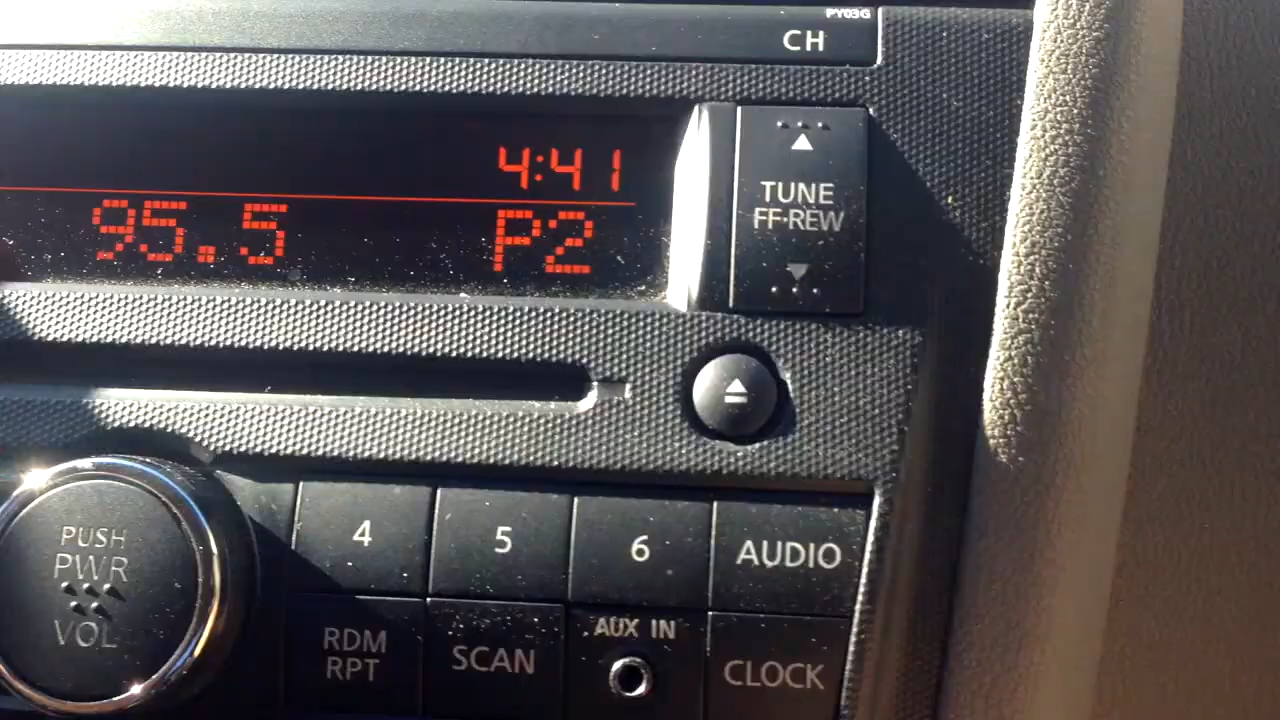 PY03G
CH
4:41
95.5 P2
TUNE
FF·REW
PUSH
PWR
VOL
4
5
6
AUDIO
RDM
RPT
SCAN
AUX IN
CLOCK